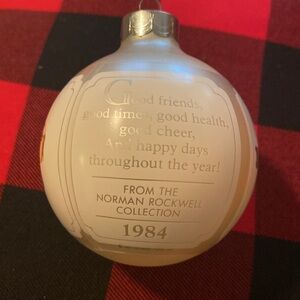 Good friends,
good times, good health,
good cheer,
And happy days
throughout the year!
FROM THE
NORMAN ROCKWELL
COLLECTION
1984